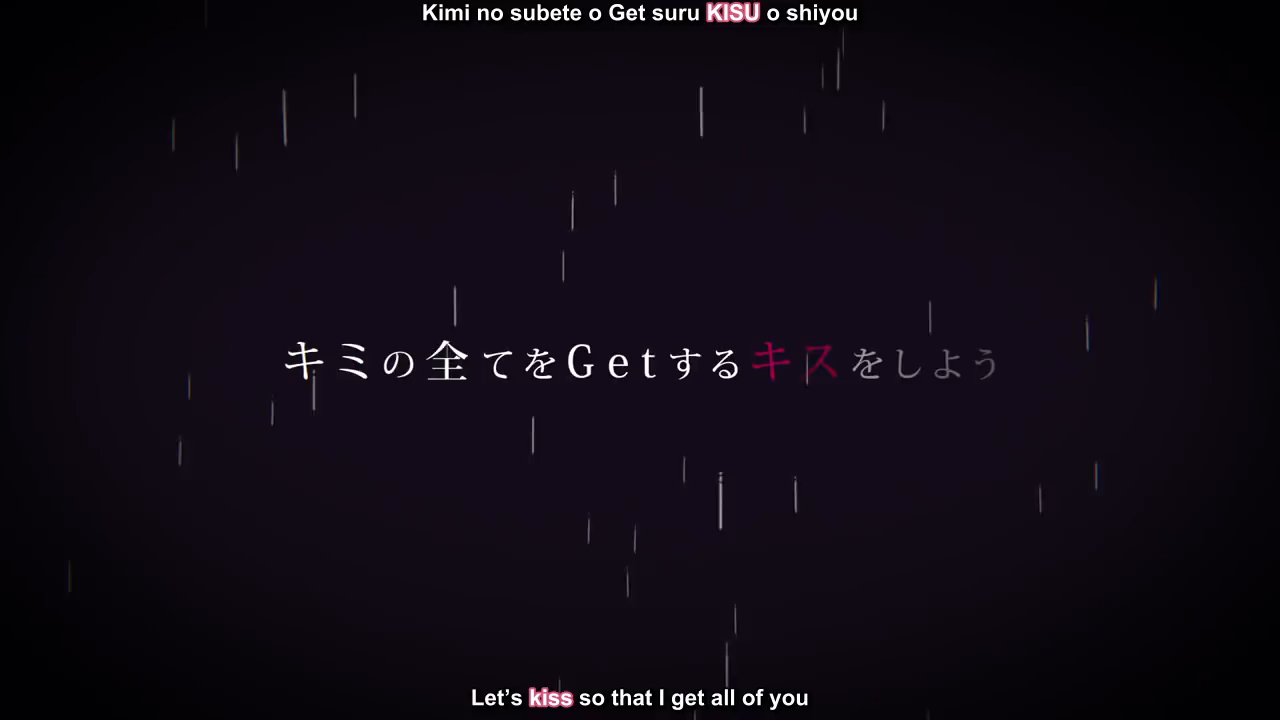 Kimi no subete o Get suru KISU o shiyou
キミの全てをGetするキスをしよう
Let’s kiss so that I get all of you